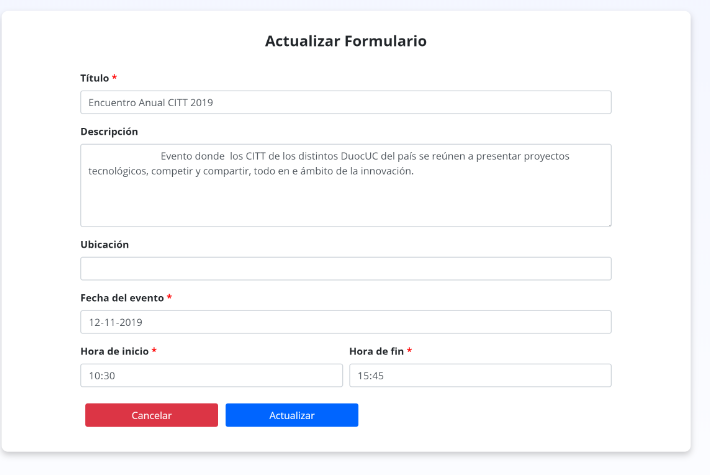 Actualizar Formulario
Título *
Encuentro Anual CITT 2019
Descripción
Evento donde los CITT de los distintos DuocUC del país se reúnen a presentar proyectos
tecnológicos, competir y compartir, todo en e ámbito de la innovación.
Ubicación
Fecha del evento *
12-11-2019
Hora de inicio * Hora de fin *
10:30 15:45
Cancelar Actualizar